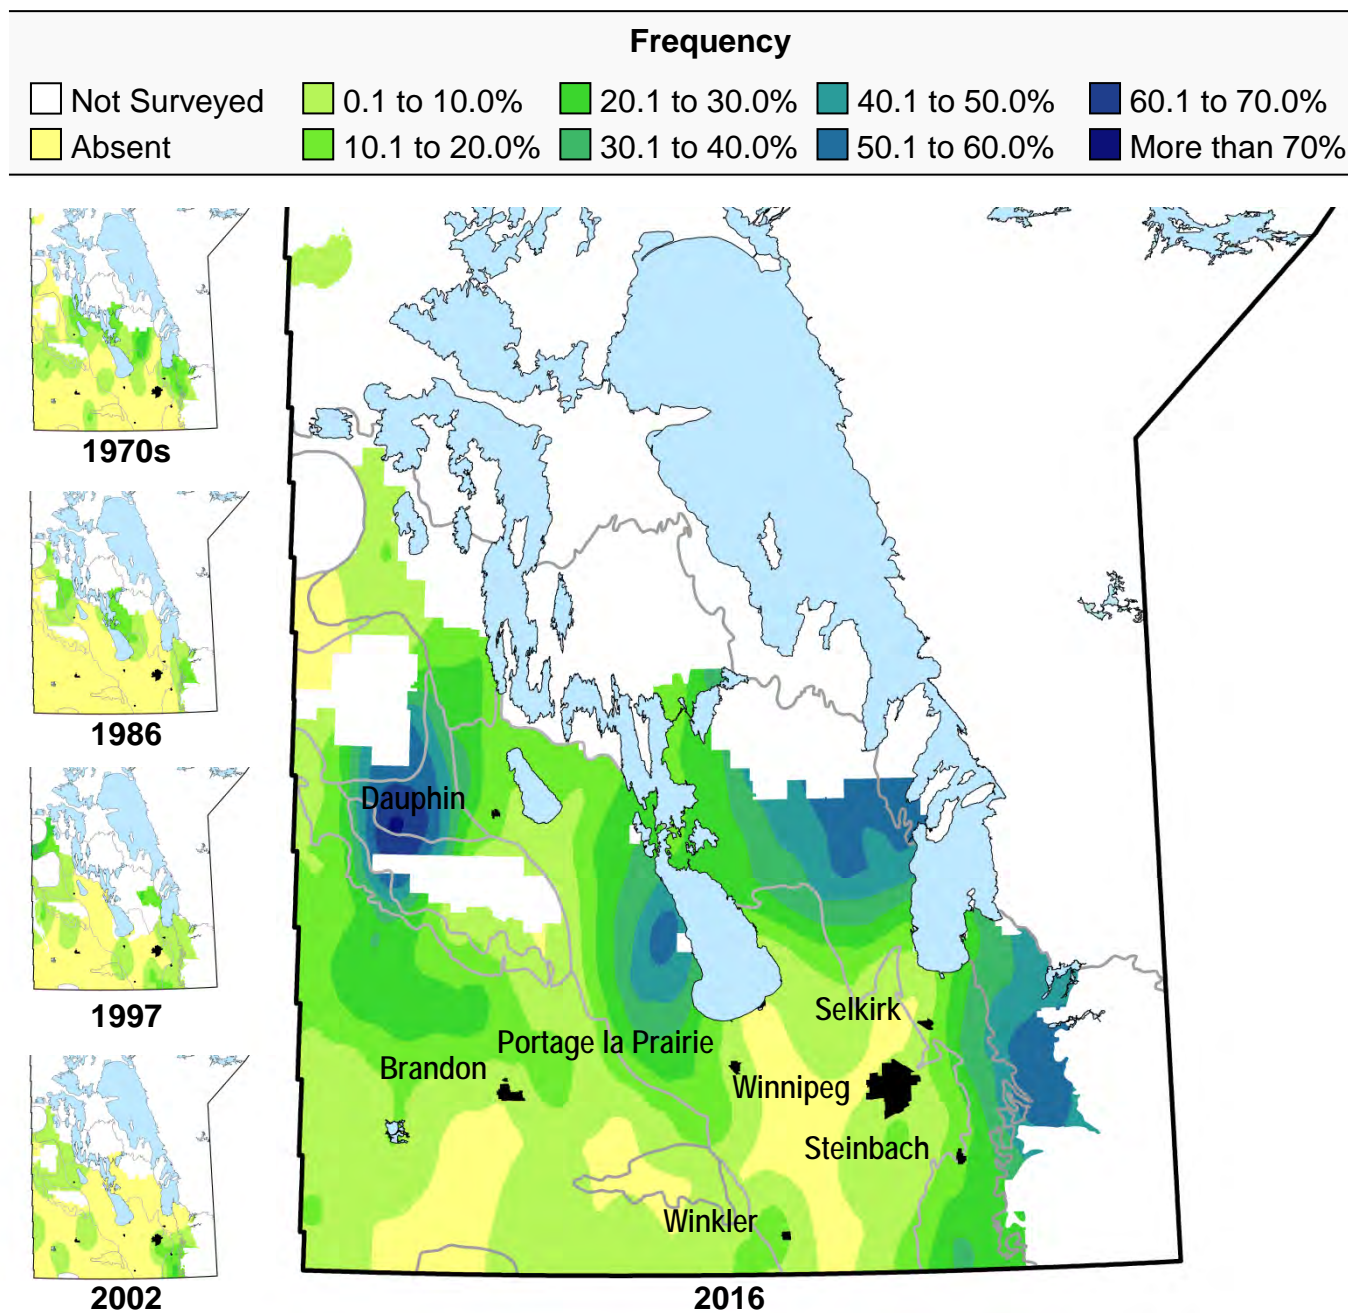 Frequency
Not Surveyed 0.1 to 10.0% 20.1 to 30.0% 40.1 to 50.0% 60.1 to 70.0%
Absent 10.1 to 20.0% 30.1 to 40.0% 50.1 to 60.0% More than 70%
1970s
1986
1997
2002
Dauphin
Selkirk
Portage la Prairie
Brandon
Winnipeg
Steinbach
Winkler
2016